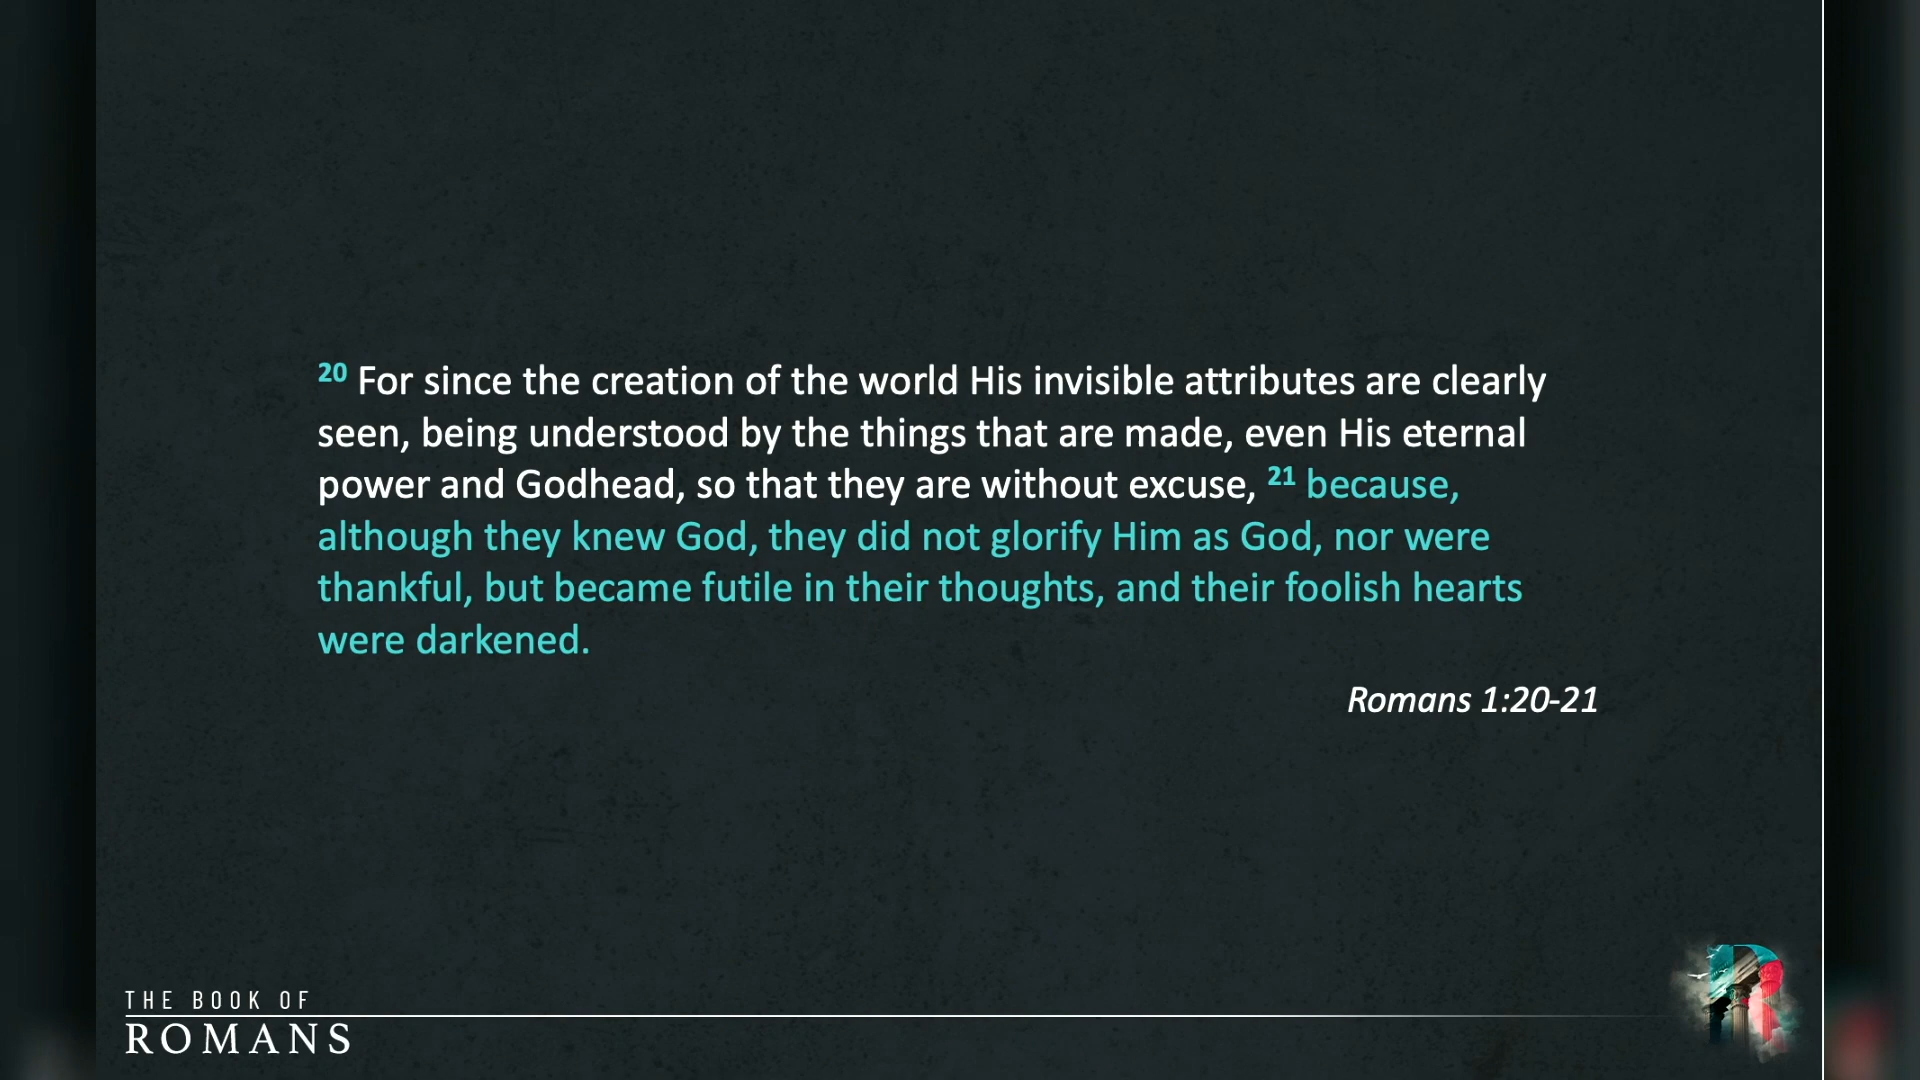 20 For since the creation of the world His invisible attributes are clearly
seen, being understood by the things that are made, even His eternal
power and Godhead, so that they are without excuse, 21 because,
although they knew God, they did not glorify Him as God, nor were
thankful, but became futile in their thoughts, and their foolish hearts
were darkened.
Romans 1:20-21
THE BOOK OF
ROMANS
R